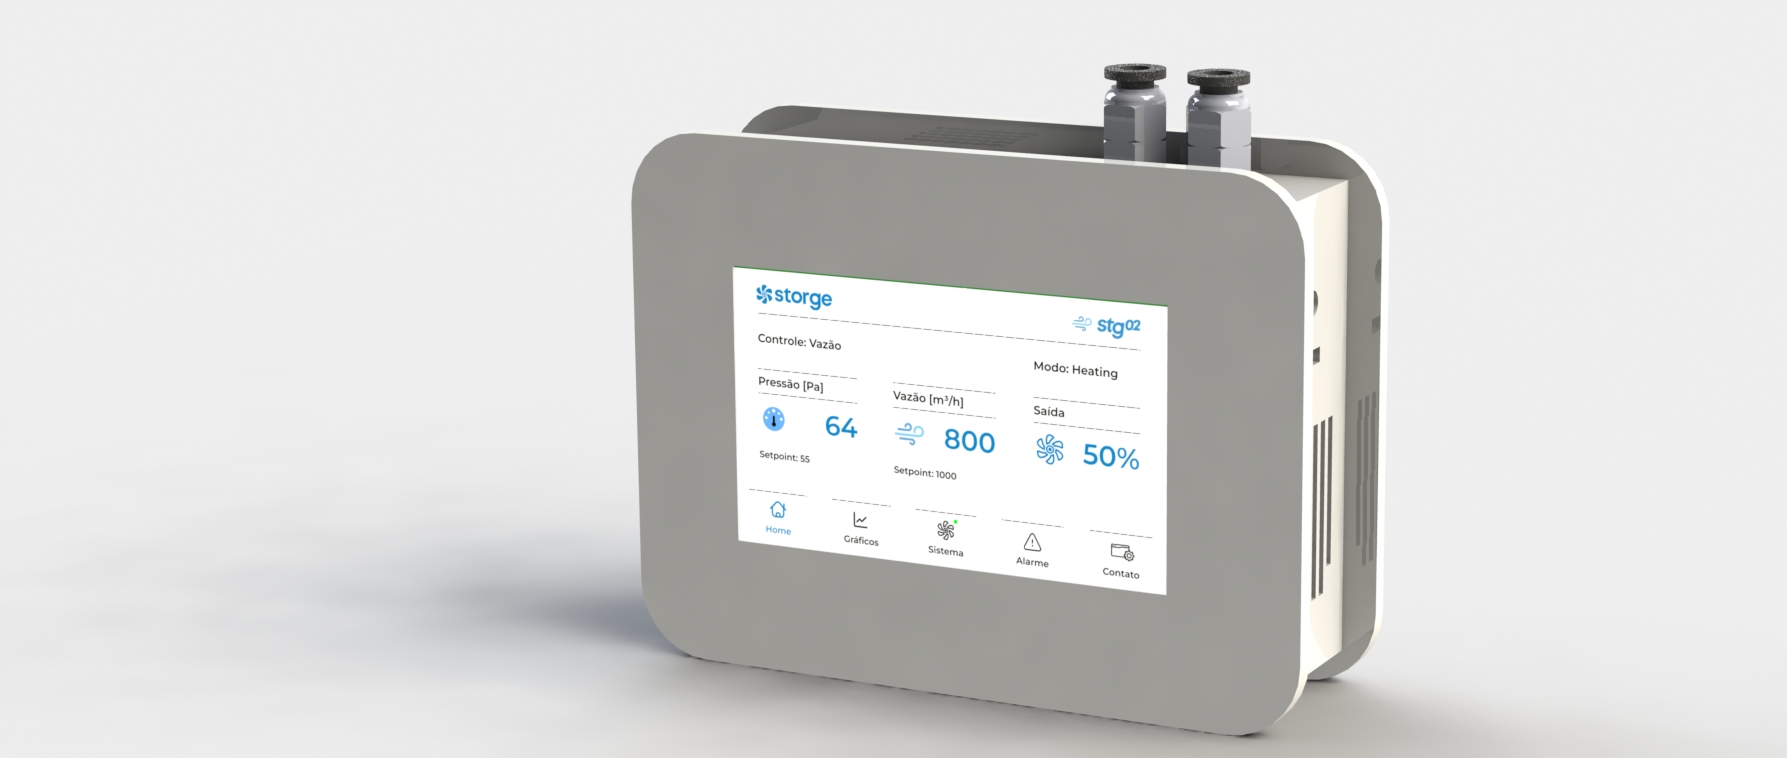 storge
stg02
Controle: Vazão
Modo: Heating
Pressão [Pa]
Vazão [m³/h]
Saída
64
800
50%
Setpoint: 55
Setpoint: 1000
Home
Gráficos
Sistema
Alarme
Contato